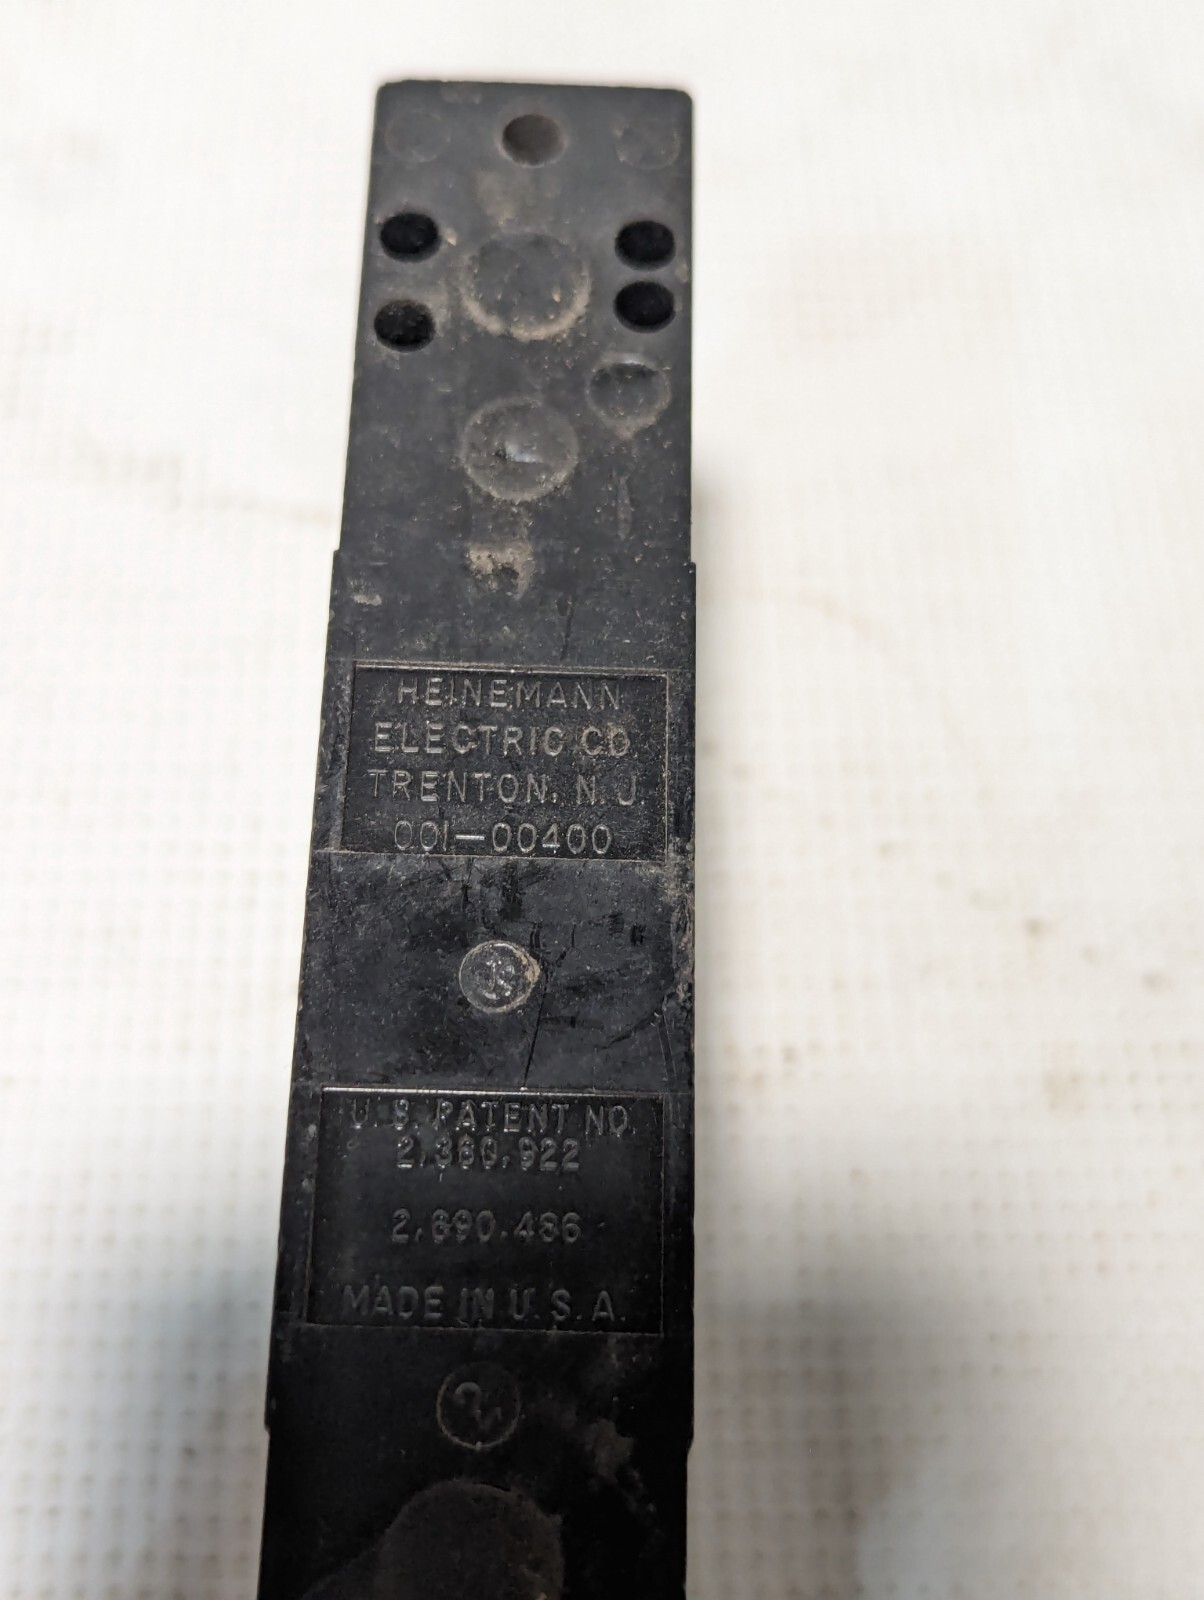 HEINEMANN
ELECTRIC CO.
TRENTON, N. J.
001-00400
U. S. PATENT NO.
2,360,922
2,690,486
MADE IN U. S. A.